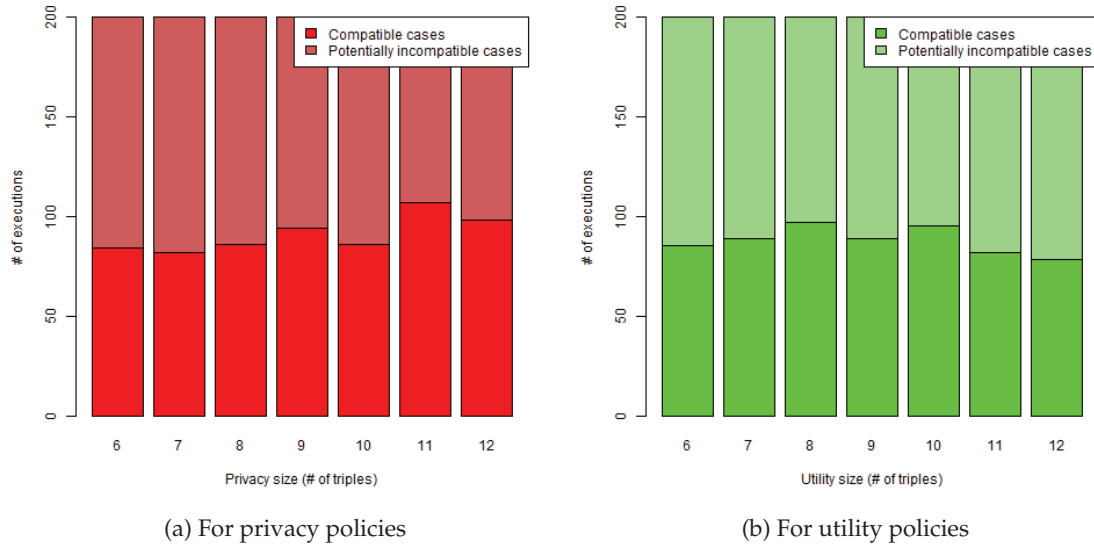 200
150
100
50
0
# of executions
Compatible cases
Potentially incompatible cases
6 7 8 9 10 11 12
Privacy size (# of triples)
(a) For privacy policies
200
150
100
50
0
# of executions
Compatible cases
Potentially incompatible cases
6 7 8 9 10 11 12
Utility size (# of triples)
(b) For utility policies